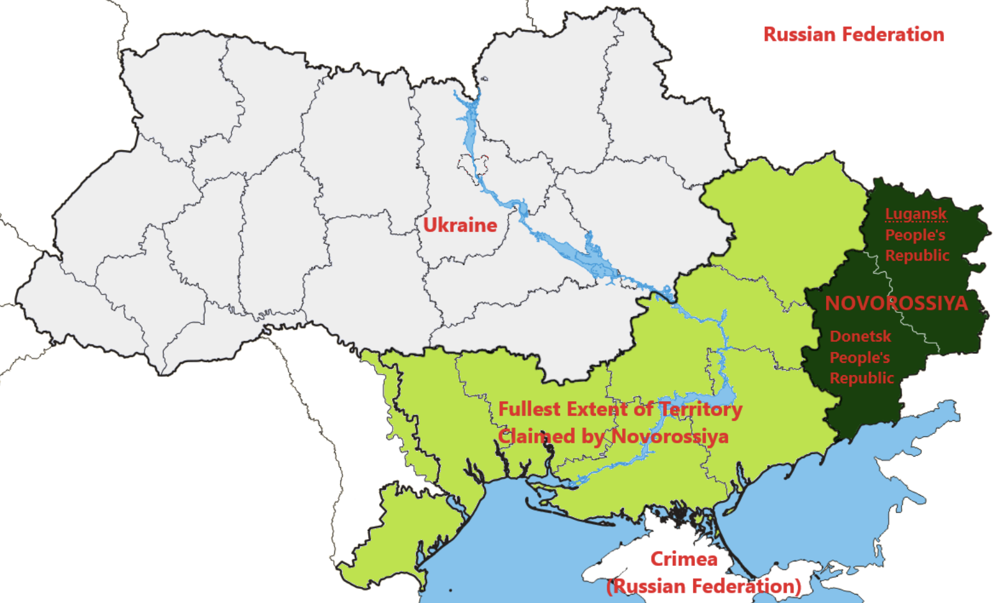 Russian Federation
Lugansk
People's
Republic
Ukraine
NOVOROSSIYA
Donetsk
People's
Republic
Fullest Extent of Territory
Claimed by Novorossiya
Crimea
(Russian Federation)